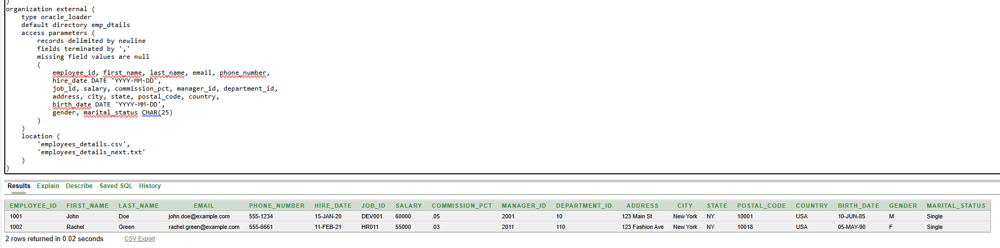 )
organization external (
type oracle_loader
default directory emp_dtails
access parameters (
records delimited by newline
fields terminated by ','
missing field values are null
(
employee_id, first_name, last_name, email, phone_number,
hire_date DATE 'YYYY-MM-DD',
job_id, salary, commission_pct, manager_id, department_id,
address, city, state, postal_code, country,
birth_date DATE 'YYYY-MM-DD',
gender, marital_status CHAR(25)
)
)
location (
'employees_details.csv',
'employees_details_next.txt'
)
)
Results Explain Describe Saved SQL History
EMPLOYEE_ID FIRST_NAME LAST_NAME EMAIL PHONE_NUMBER HIRE_DATE JOB_ID SALARY COMMISSION_PCT MANAGER_ID DEPARTMENT_ID ADDRESS CITY STATE POSTAL_CODE COUNTRY BIRTH_DATE GENDER MARITAL_STATUS
1001 John Doe john.doe@example.com 555-1234 15-JAN-20 DEV001 60000 .05 2001 10 123 Main St New York NY 10001 USA 10-JUN-85 M Single
1002 Rachel Green rachel.green@example.com 555-6661 11-FEB-21 HR011 55000 .03 2011 110 123 Fashion Ave New York NY 10018 USA 05-MAY-90 F Single
2 rows returned in 0.02 seconds CSV Export